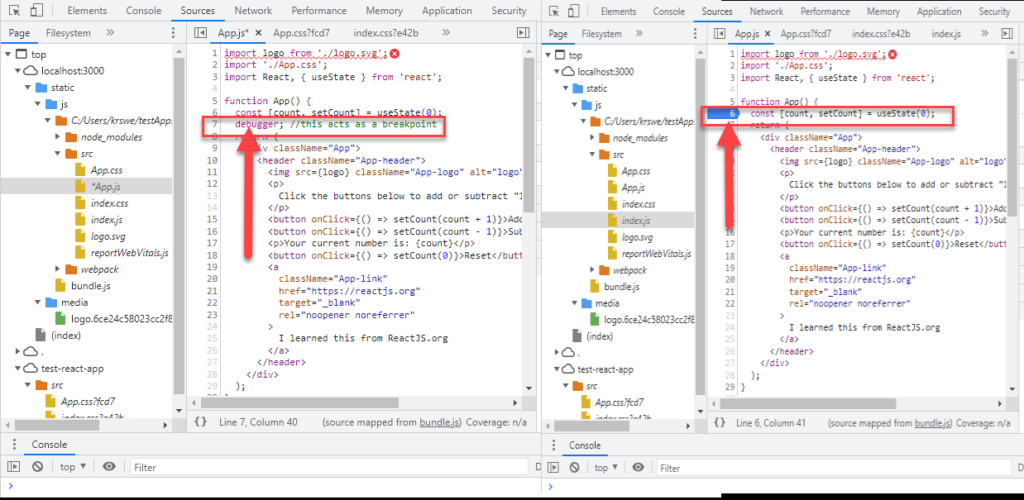 Elements Console Sources Network Performance Memory Application Security
Page Filesystem »
App.js* × App.css?fcd7 index.css?e42b »
top
localhost:3000
static
js
C:/Users/krswe/testApps
node_modules
src
App.css
*App.js
index.css
index.js
logo.svg
reportWebVitals.js
webpack
bundle.js
media
logo.6ce24c58023cc2f8
(index)
.
test-react-app
src
App.css?fcd7
index.css?e42b
1 import logo from './logo.svg';
2 import './App.css';
3 import React, { useState } from 'react';
4
5 function App() {
6 const [count, setCount] = useState(0);
7 debugger; //this acts as a breakpoint
8 return (
9 <div className="App">
10 <header className="App-header">
11 <img src={logo} className="App-logo" alt="logo"
12 <p>
13 Click the buttons below to add or subtract "1
14 </p>
15 <button onClick={() => setCount(count + 1)}>Add
16 <button onClick={() => setCount(count - 1)}>Sub
17 <p>Your current number is: {count}</p>
18 <button onClick={() => setCount(0)}>Reset</butt
19 <a
20 className="App-link"
21 href="https://reactjs.org"
22 target="_blank"
23 rel="noopener noreferrer"
24 >
25 I learned this from ReactJS.org
26 </a>
27 </header>
28 </div>
29 );
{} Line 7, Column 40 (source mapped from bundle.js) Coverage: n/a
Console
top Filter D
Elements Console Sources Network Performance Memory Application Security
Page Filesystem »
App.js × App.css?fcd7 index.css?e42b index.js »
top
localhost:3000
static
js
C:/Users/krswe/testApps
node_modules
src
App.css
App.js
index.css
index.js
logo.svg
reportWebVitals.js
webpack
bundle.js
media
logo.6ce24c58023cc2f8
(index)
.
test-react-app
src
App.css?fcd7
index.css?e42b
1 import logo from './logo.svg';
2 import './App.css';
3 import React, { useState } from 'react';
4
5 function App() {
6 const [count, setCount] = useState(0);
7 return (
8 <div className="App">
9 <header className="App-header">
10 <img src={logo} className="App-logo" alt="logo"
11 <p>
12 Click the buttons below to add or subtract "1
13 </p>
14 <button onClick={() => setCount(count + 1)}>Add
15 <button onClick={() => setCount(count - 1)}>Sub
16 <p>Your current number is: {count}</p>
17 <button onClick={() => setCount(0)}>Reset</butt
18 <a
19 className="App-link"
20 href="https://reactjs.org"
21 target="_blank"
22 rel="noopener noreferrer"
23 >
24 I learned this from ReactJS.org
25 </a>
26 </header>
27 </div>
28 );
29 }
{} Line 6, Column 41 (source mapped from bundle.js) Coverage: n/a
Console
top Filter